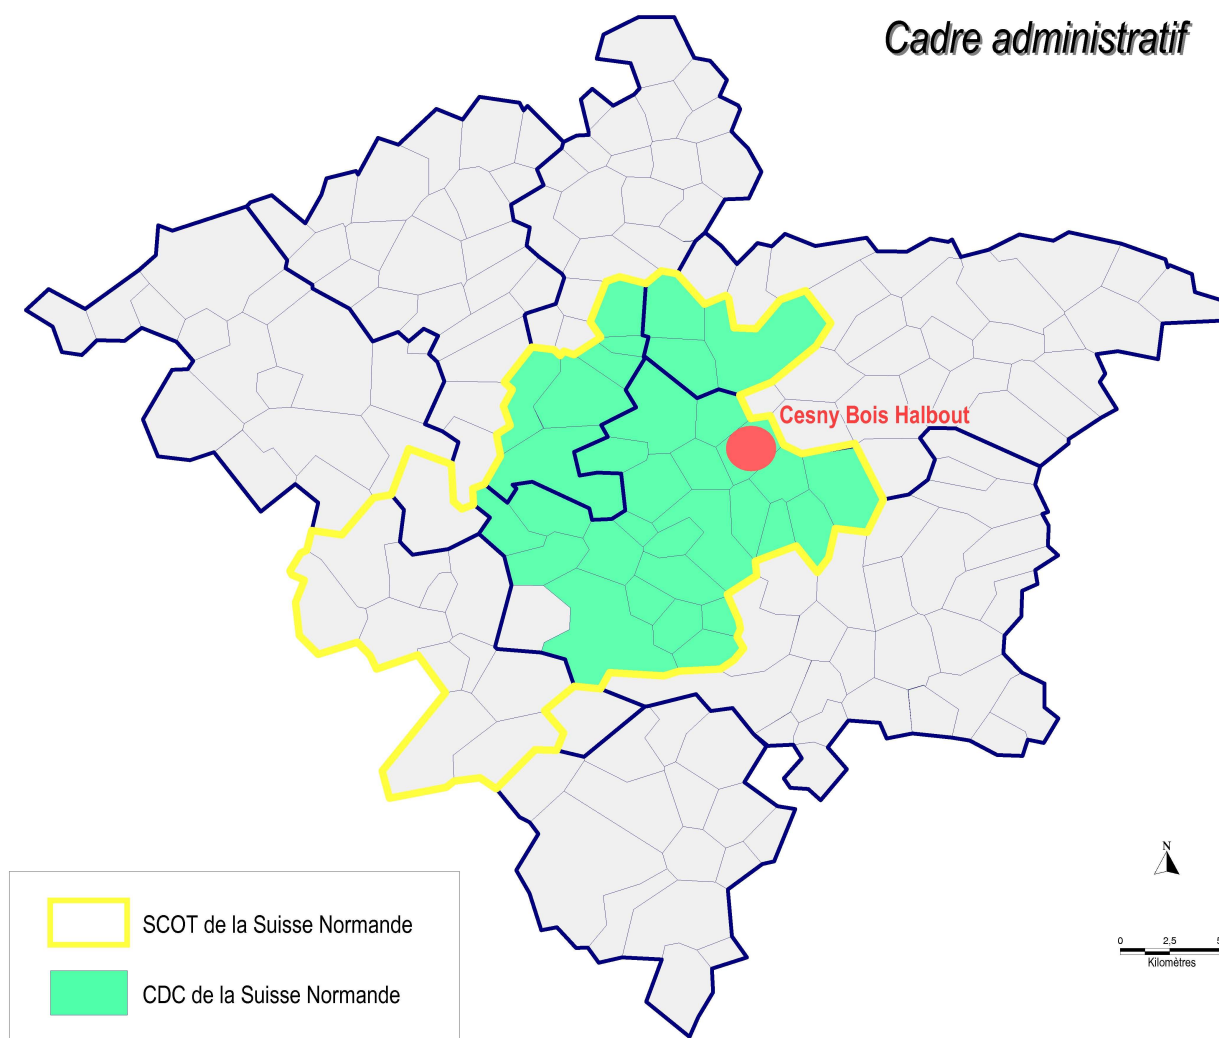 Cadre administratif
Cesny Bois Halbout
N
0 2,5 5
Kilomètres
SCOT de la Suisse Normande
CDC de la Suisse Normande